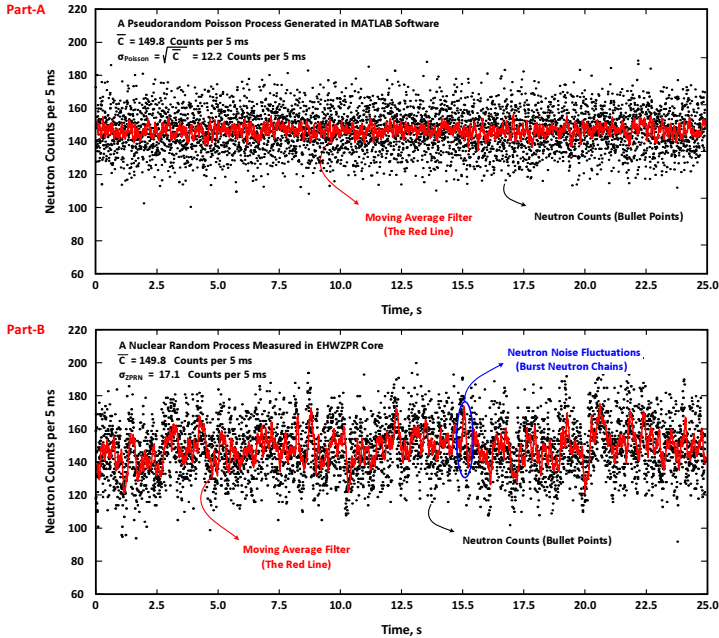 Part-A
A Pseudorandom Poisson Process Generated in MATLAB Software
C = 149.8 Counts per 5 ms
σPoisson = √C = 12.2 Counts per 5 ms
Neutron Counts per 5 ms
220
200
180
160
140
120
100
80
60
Moving Average Filter
(The Red Line)
Neutron Counts (Bullet Points)
0 2.5 5.0 7.5 10.0 12.5 15.5 17.5 20.0 22.5 25.0
Time, s
Part-B
A Nuclear Random Process Measured in EHWZPR Core
C = 149.8 Counts per 5 ms
σZPRN = 17.1 Counts per 5 ms
Neutron Noise Fluctuations
(Burst Neutron Chains)
Neutron Counts per 5 ms
220
200
180
160
140
120
100
80
60
Neutron Counts (Bullet Points)
Moving Average Filter
(The Red Line)
0 2.5 5.0 7.5 10.0 12.5 15.5 17.5 20.0 22.5 25.0
Time, s